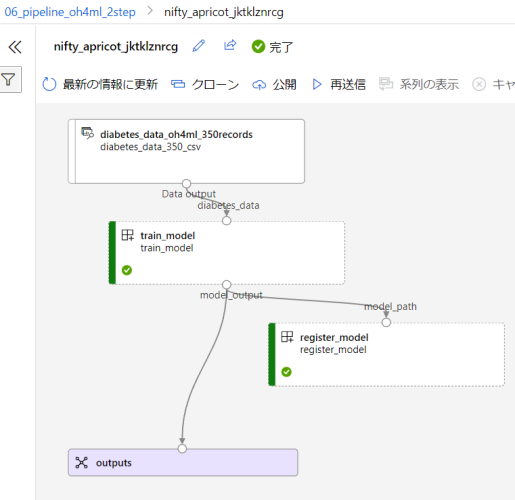 06_pipeline_oh4ml_2step > nifty_apricot_jktklznrcg
nifty_apricot_jktklznrcg 完了
最新の情報に更新 クローン 公開 再送信 系列の表示 キャ
diabetes_data_oh4ml_350records
diabetes_data_350_csv
Data output
diabetes_data
train_model
train_model
model_output
model_path
register_model
register_model
outputs